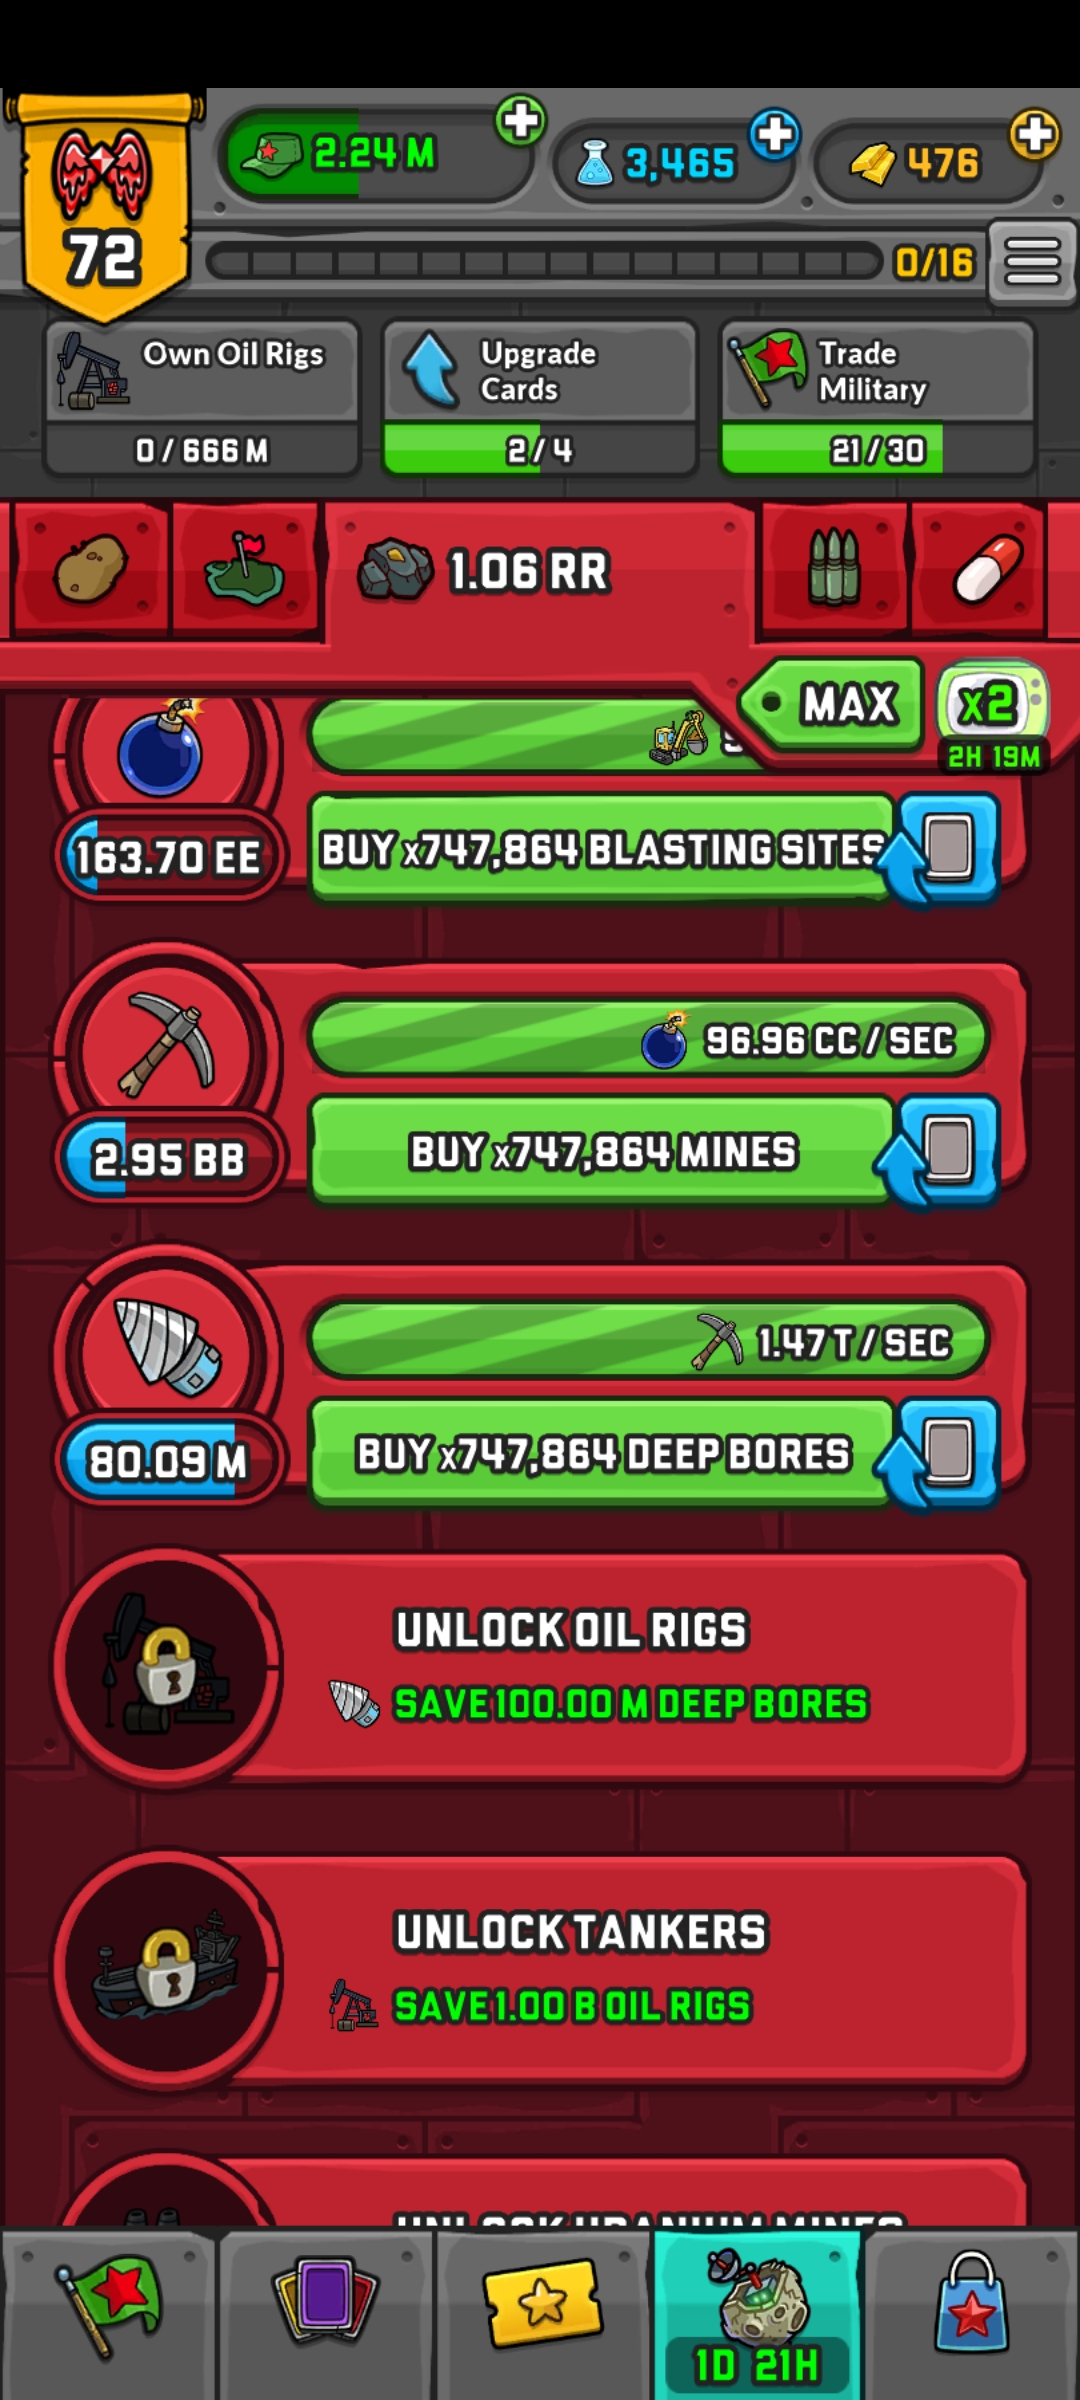 72
2.24 M
3,465
476
0/16
Own Oil Rigs
0 / 666 M
Upgrade
Cards
2 / 4
Trade
Military
21 / 30
1.06 RR
MAX
x2
2H 19M
163.70 EE
BUY x747,864 BLASTING SITES
96.96 CC / SEC
2.95 BB
BUY x747,864 MINES
1.47 T / SEC
80.09 M
BUY x747,864 DEEP BORES
UNLOCK OIL RIGS
SAVE 100.00 M DEEP BORES
UNLOCK TANKERS
SAVE 1.00 B OIL RIGS
UNLOCK URANIUM MINES
1D 21H